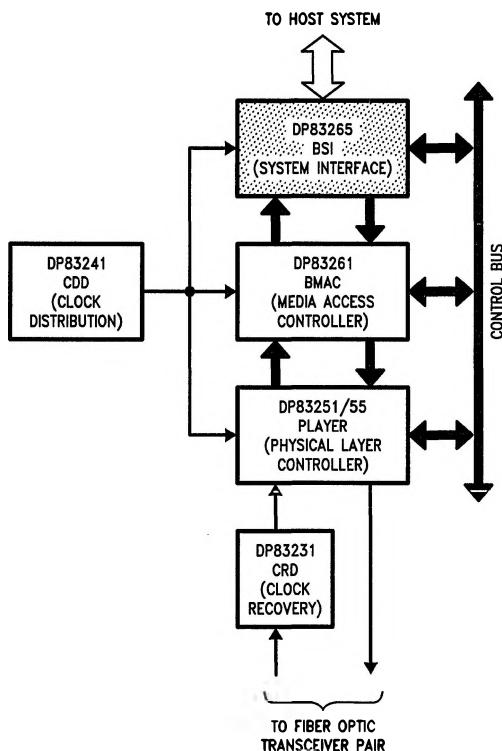 TO HOST SYSTEM
DP83265
BSI
(SYSTEM INTERFACE)
DP83241
CDD
(CLOCK
DISTRIBUTION)
DP83261
BMAC
(MEDIA ACCESS
CONTROLLER)
CONTROL BUS
DP83251/55
PLAYER
(PHYSICAL LAYER
CONTROLLER)
DP83231
CRD
(CLOCK
RECOVERY)
TO FIBER OPTIC
TRANSCEIVER PAIR